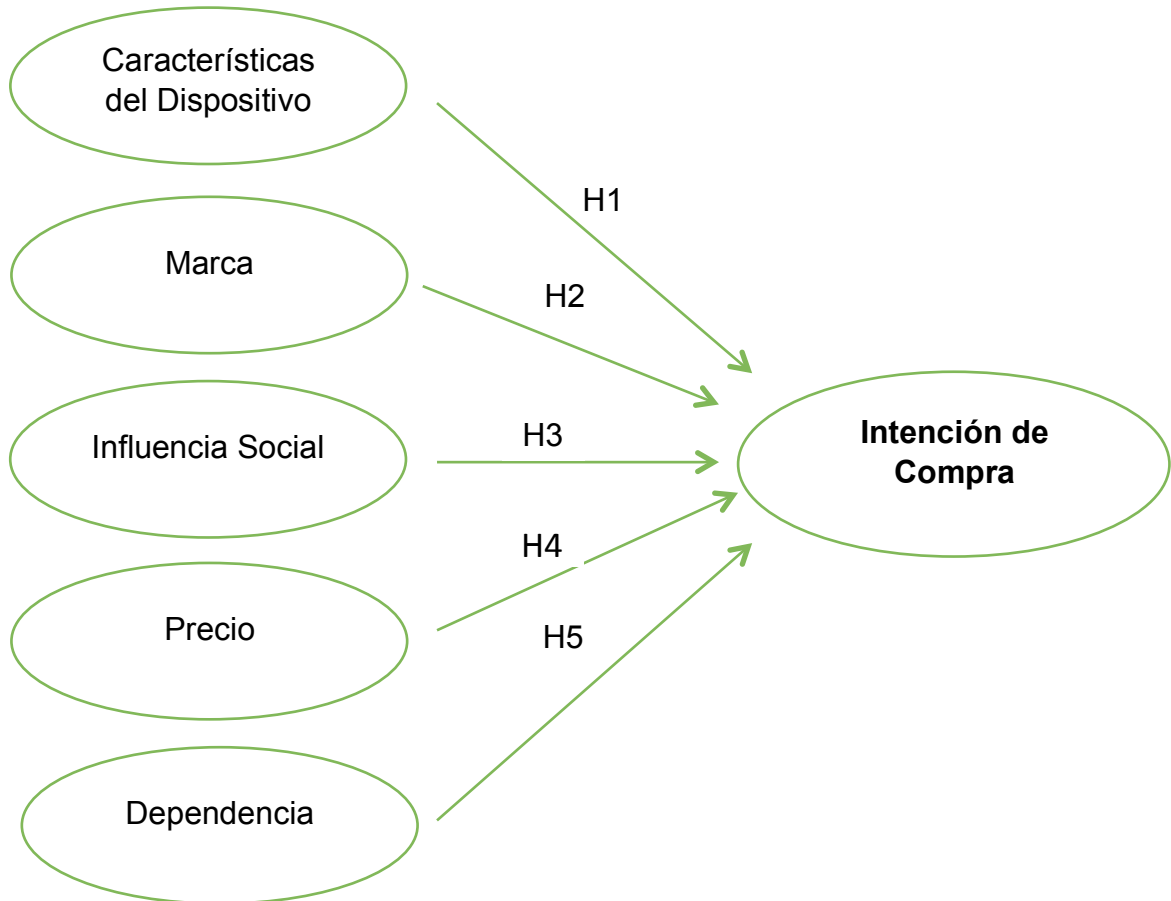 Características
del Dispositivo
H1
Marca
H2
Influencia Social
H3
Intención de
Compra
H4
Precio
H5
Dependencia